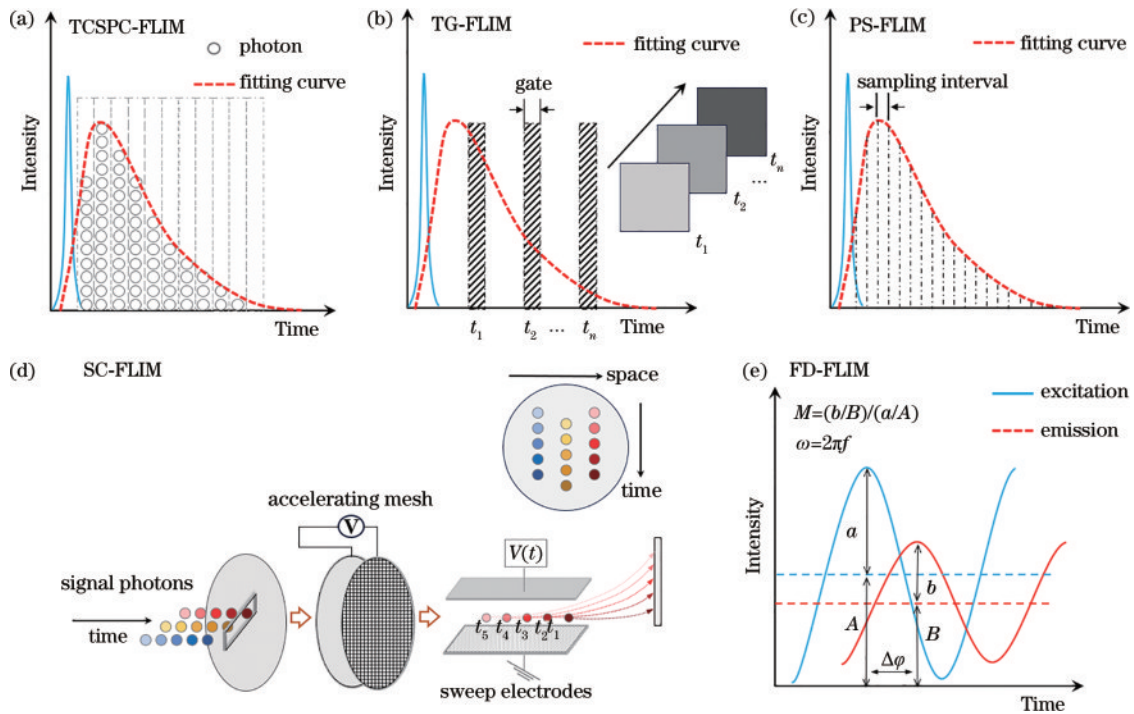 (a) TCSPC-FLIM
photon
fitting curve
Intensity
Time
(b) TG-FLIM
fitting curve
gate
Intensity
t1 t2 ... tn Time
t1
t2
...
tn
(c) PS-FLIM
fitting curve
sampling interval
Intensity
Time
(d) SC-FLIM
space
time
accelerating mesh
V
signal photons
time
V(t)
t5 t4 t3 t2 t1
sweep electrodes
(e) FD-FLIM
M=(b/B)/(a/A)
ω=2πf
excitation
emission
Intensity
a
b
A
B
Δφ
Time